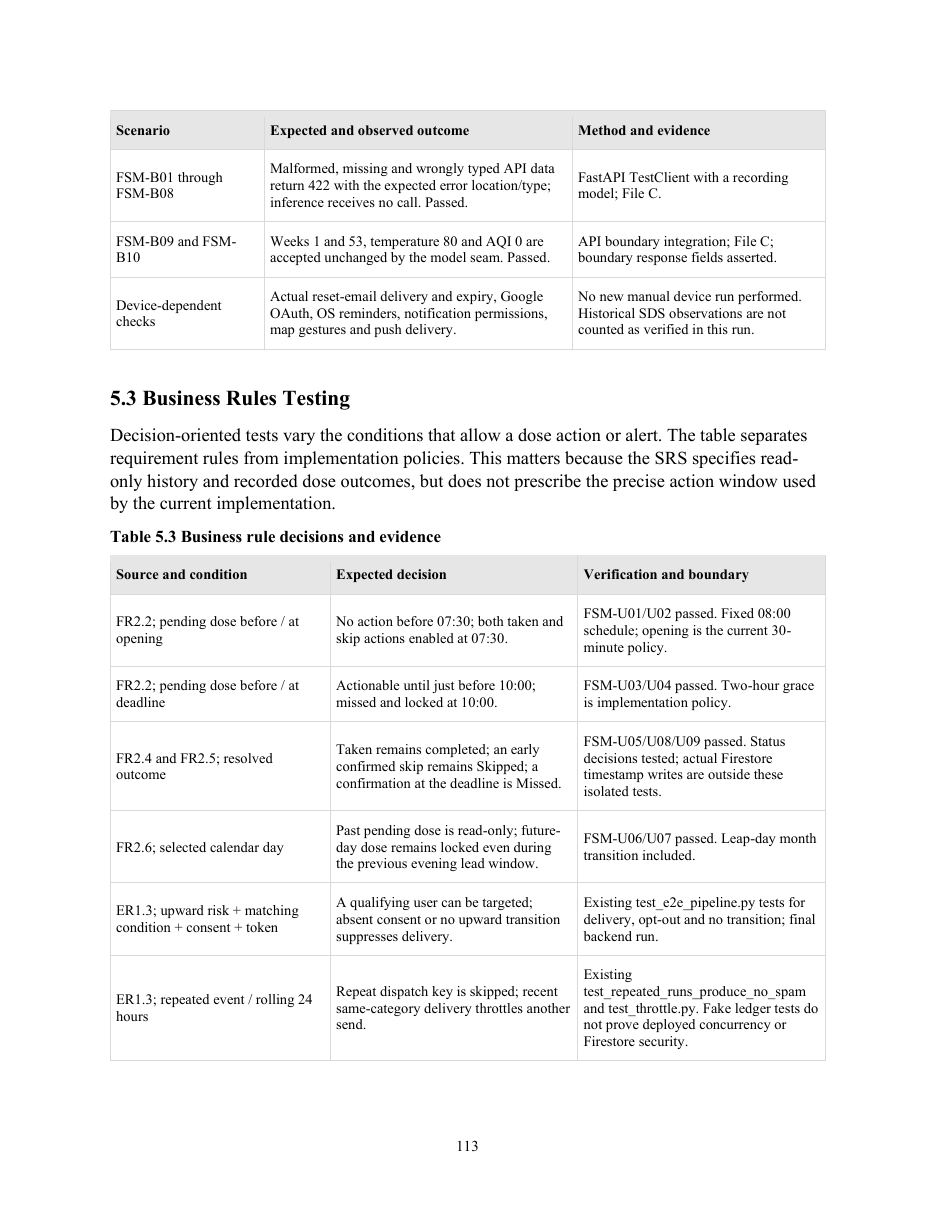 Scenario
Expected and observed outcome
Method and evidence
FSM-B01 through
FSM-B08
Malformed, missing and wrongly typed API data
return 422 with the expected error location/type;
inference receives no call. Passed.
FastAPI TestClient with a recording
model; File C.
FSM-B09 and FSM-
B10
Weeks 1 and 53, temperature 80 and AQI 0 are
accepted unchanged by the model seam. Passed.
API boundary integration; File C;
boundary response fields asserted.
Device-dependent
checks
Actual reset-email delivery and expiry, Google
OAuth, OS reminders, notification permissions,
map gestures and push delivery.
No new manual device run performed.
Historical SDS observations are not
counted as verified in this run.
5.3 Business Rules Testing
Decision-oriented tests vary the conditions that allow a dose action or alert. The table separates
requirement rules from implementation policies. This matters because the SRS specifies read-
only history and recorded dose outcomes, but does not prescribe the precise action window used
by the current implementation.
Table 5.3 Business rule decisions and evidence
Source and condition
Expected decision
Verification and boundary
FR2.2; pending dose before / at
opening
No action before 07:30; both taken and
skip actions enabled at 07:30.
FSM-U01/U02 passed. Fixed 08:00
schedule; opening is the current 30-
minute policy.
FR2.2; pending dose before / at
deadline
Actionable until just before 10:00;
missed and locked at 10:00.
FSM-U03/U04 passed. Two-hour grace
is implementation policy.
FR2.4 and FR2.5; resolved
outcome
Taken remains completed; an early
confirmed skip remains Skipped; a
confirmation at the deadline is Missed.
FSM-U05/U08/U09 passed. Status
decisions tested; actual Firestore
timestamp writes are outside these
isolated tests.
FR2.6; selected calendar day
Past pending dose is read-only; future-
day dose remains locked even during
the previous evening lead window.
FSM-U06/U07 passed. Leap-day month
transition included.
ER1.3; upward risk + matching
condition + consent + token
A qualifying user can be targeted;
absent consent or no upward transition
suppresses delivery.
Existing test_e2e_pipeline.py tests for
delivery, opt-out and no transition; final
backend run.
ER1.3; repeated event / rolling 24
hours
Repeat dispatch key is skipped; recent
same-category delivery throttles another
send.
Existing
test_repeated_runs_produce_no_spam
and test_throttle.py. Fake ledger tests do
not prove deployed concurrency or
Firestore security.
113